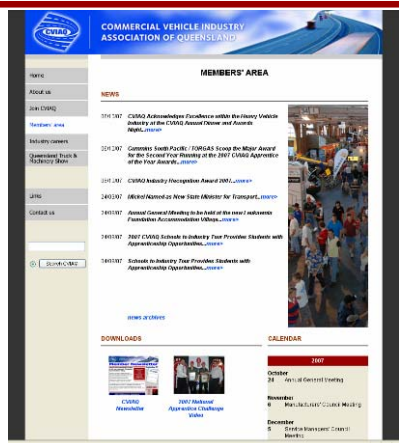 CVIAQ
COMMERCIAL VEHICLE INDUSTRY
ASSOCIATION OF QUEENSLAND
Home
About us
Join CVIAQ
Members' area
Industry careers
Queensland Truck &
Machinery Show
Links
Contact us
Search CVIAQ
MEMBERS' AREA
NEWS
CVIAQ Acknowledges Excellence within the Heavy Vehicle
Industry at the CVIAQ Annual Dinner and Awards
Night...more>
Cummins South Pacific / TORGAS Scoop the Major Award
for the Second Year Running at the 2007 CVIAQ Apprentice
of the Year Awards...more>
CVIAQ Industry Recognition Award 2007...more>
Mickel Named as New State Minister for Transport...more>
Annual General Meeting to be held at the new
Foundation Accommodation Village...more>
2007 CVIAQ Schools to Industry Tour Provides Students with
Apprenticeship Opportunities...more>
Schools to Industry Tour Provides Students with
Apprenticeship Opportunities...more>
news archives
DOWNLOADS
CVIAQ
Newsletter
2007 National
Apprentice Challenge
Video
CALENDAR
2007
October
Annual General Meeting
November
6 Manufacturers' Council Meeting
December
5 Service Managers' Council
Meeting